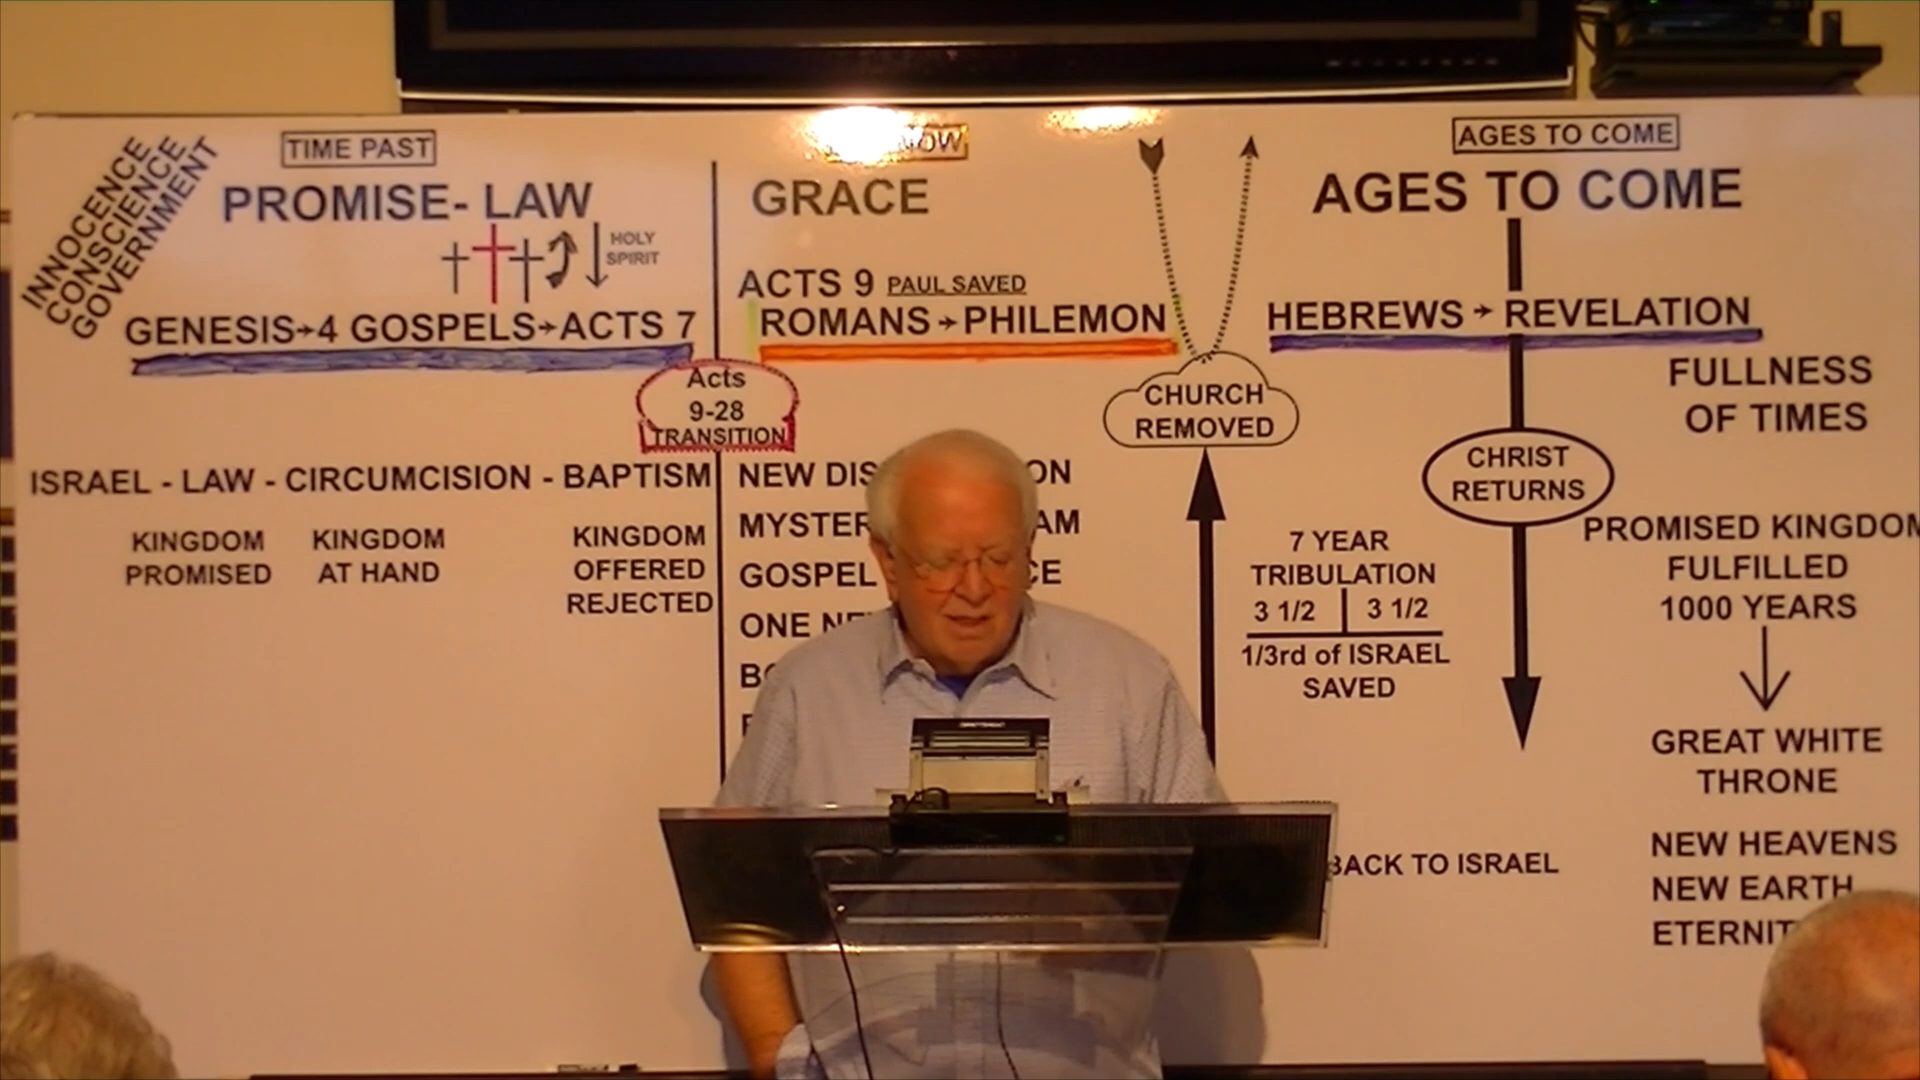 INNOCENCE
CONSCIENCE
GOVERNMENT
TIME PAST
PROMISE- LAW
HOLY
SPIRIT
GENESIS→4 GOSPELS→ACTS 7
Acts
9-28
TRANSITION
ISRAEL - LAW - CIRCUMCISION - BAPTISM
KINGDOM
PROMISED
KINGDOM
AT HAND
KINGDOM
OFFERED
REJECTED
GRACE
ACTS 9 PAUL SAVED
ROMANS→PHILEMON
NEW
GOSPEL
ONE
CHURCH
REMOVED
AGES TO COME
AGES TO COME
HEBREWS→REVELATION
FULLNESS
OF TIMES
CHRIST
RETURNS
7 YEAR
TRIBULATION
3 1/2 3 1/2
1/3rd of ISRAEL
SAVED
BACK TO ISRAEL
PROMISED KINGDOM
FULFILLED
1000 YEARS
GREAT WHITE
THRONE
NEW HEAVENS
NEW EARTH